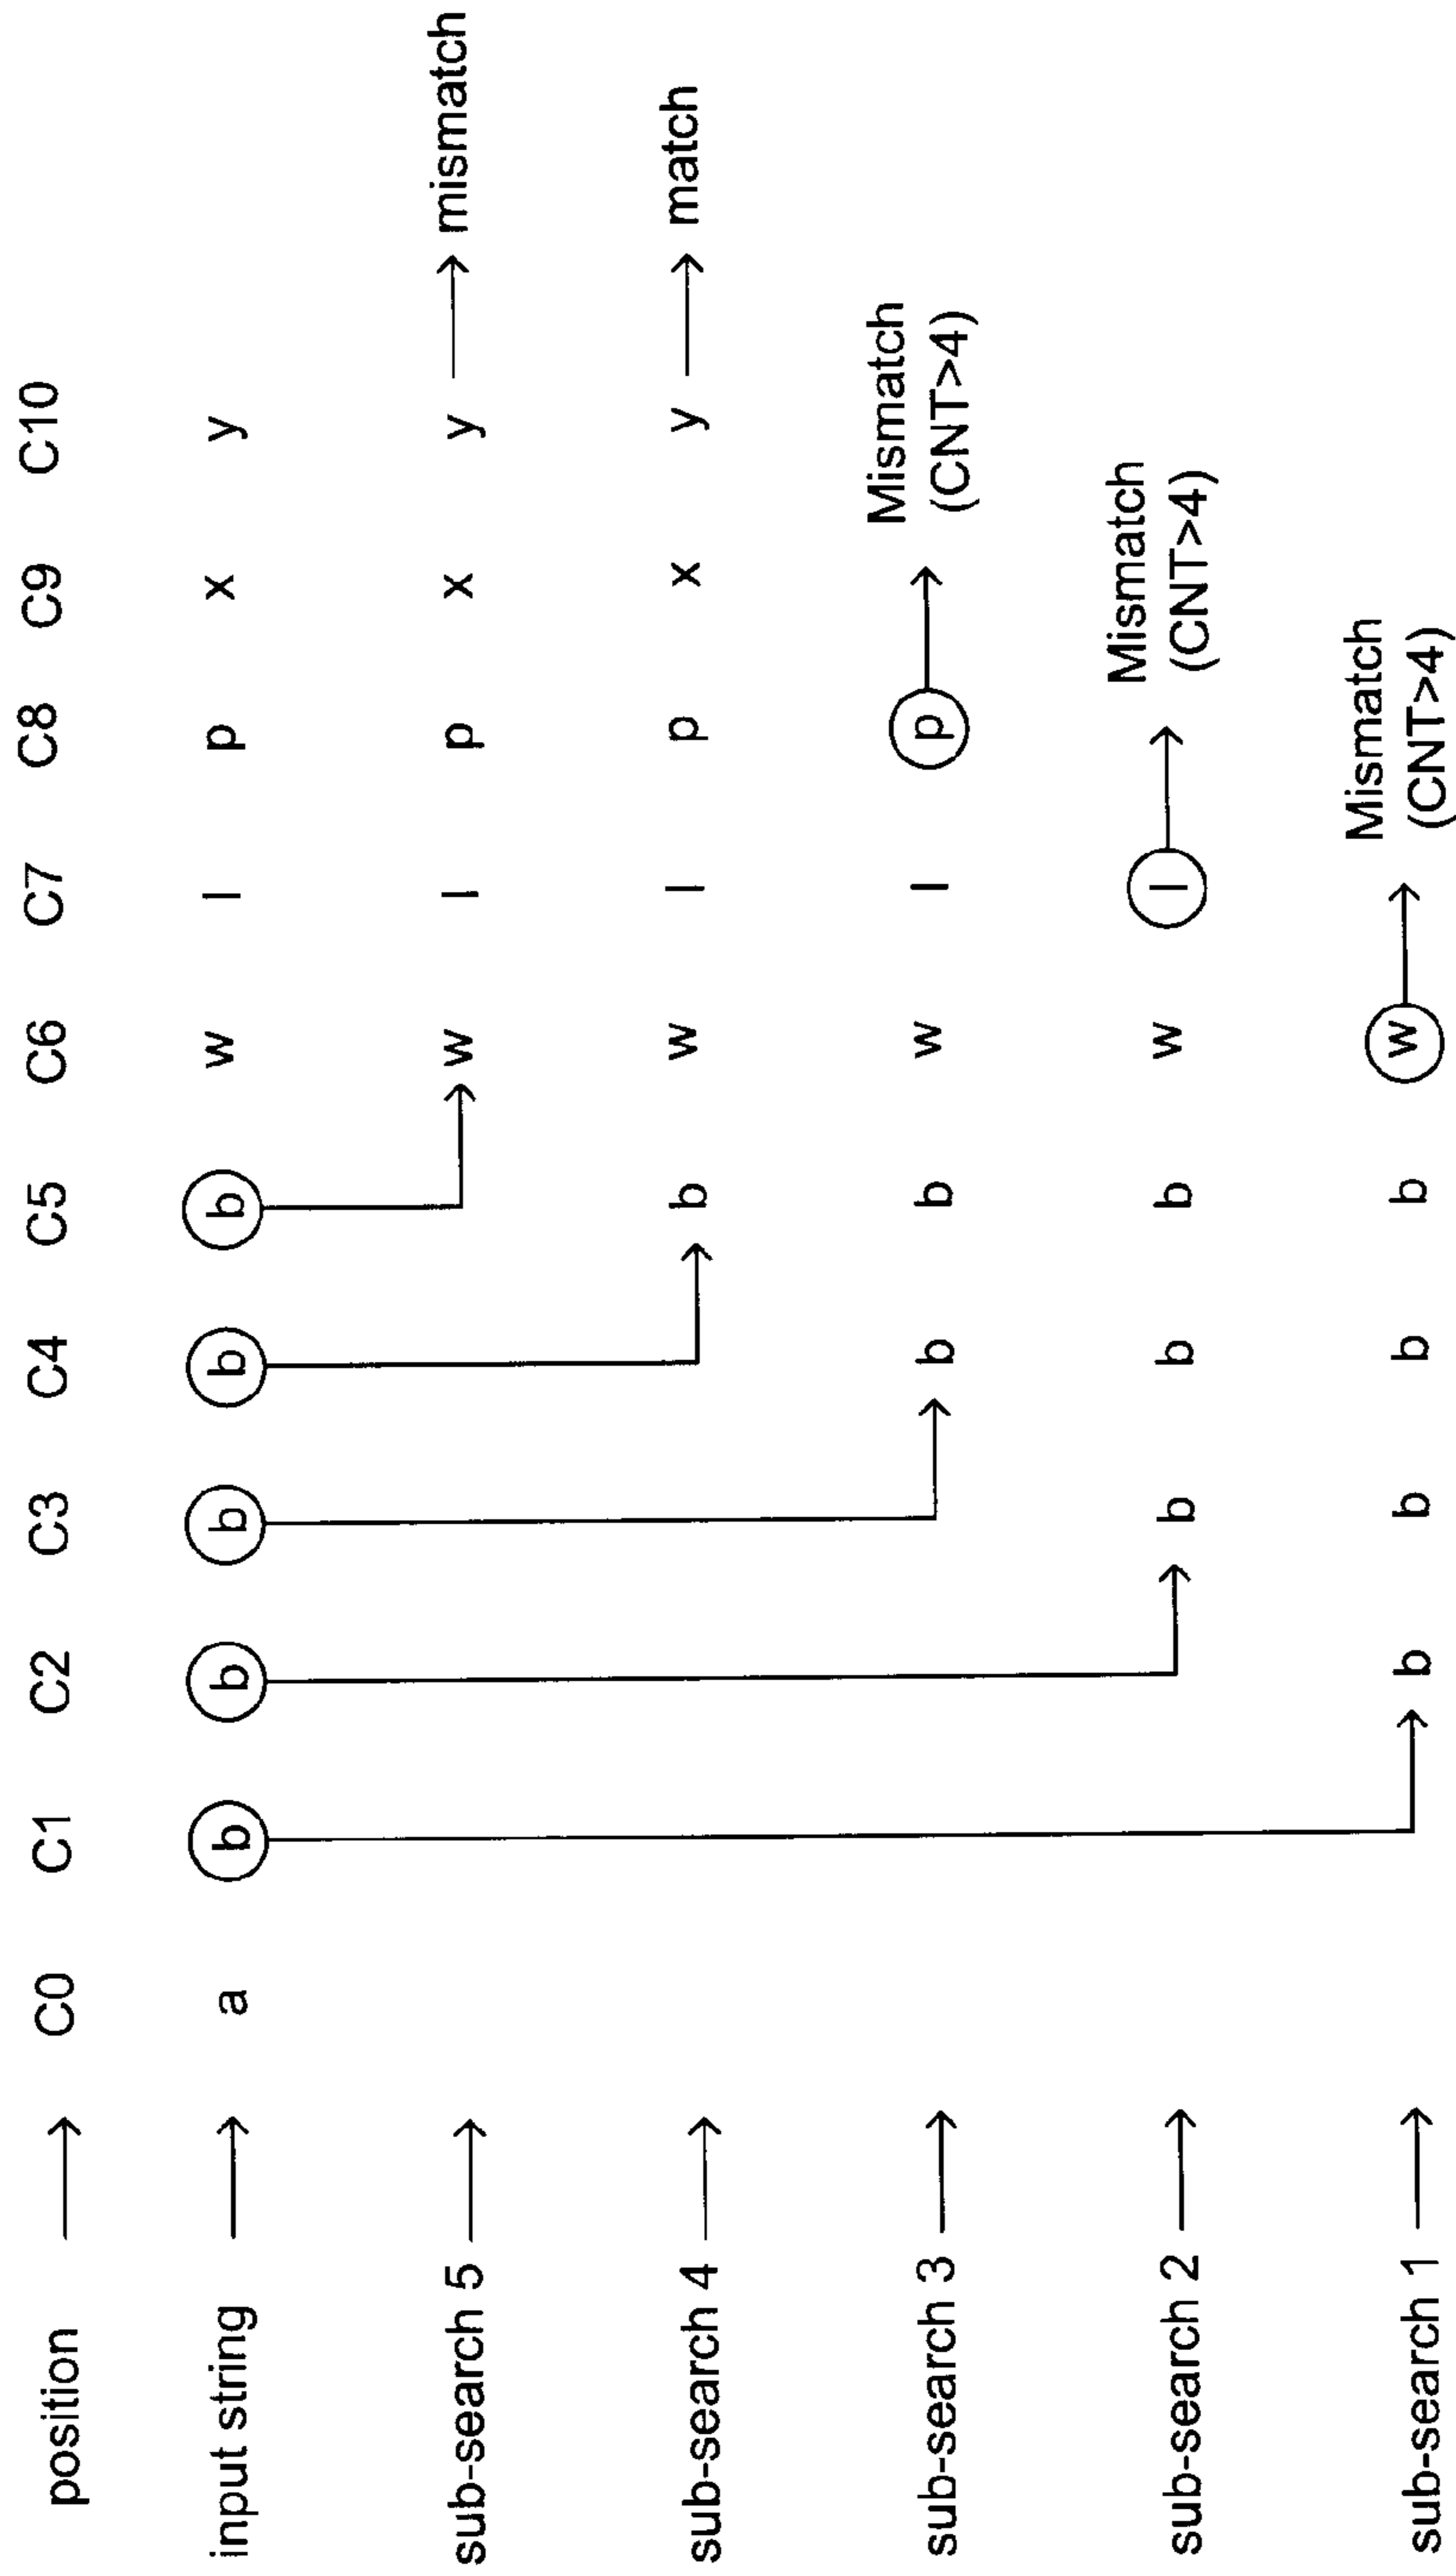 position C0 C1 C2 C3 C4 C5 C6 C7 C8 C9 C10
input string a b b b b b w l p x y
sub-search 5 w l p x y mismatch
sub-search 4 b w l p x y match
sub-search 3 b b w l p Mismatch
(CNT>4)
sub-search 2 b b b w l Mismatch
(CNT>4)
sub-search 1 b b b b w Mismatch
(CNT>4)